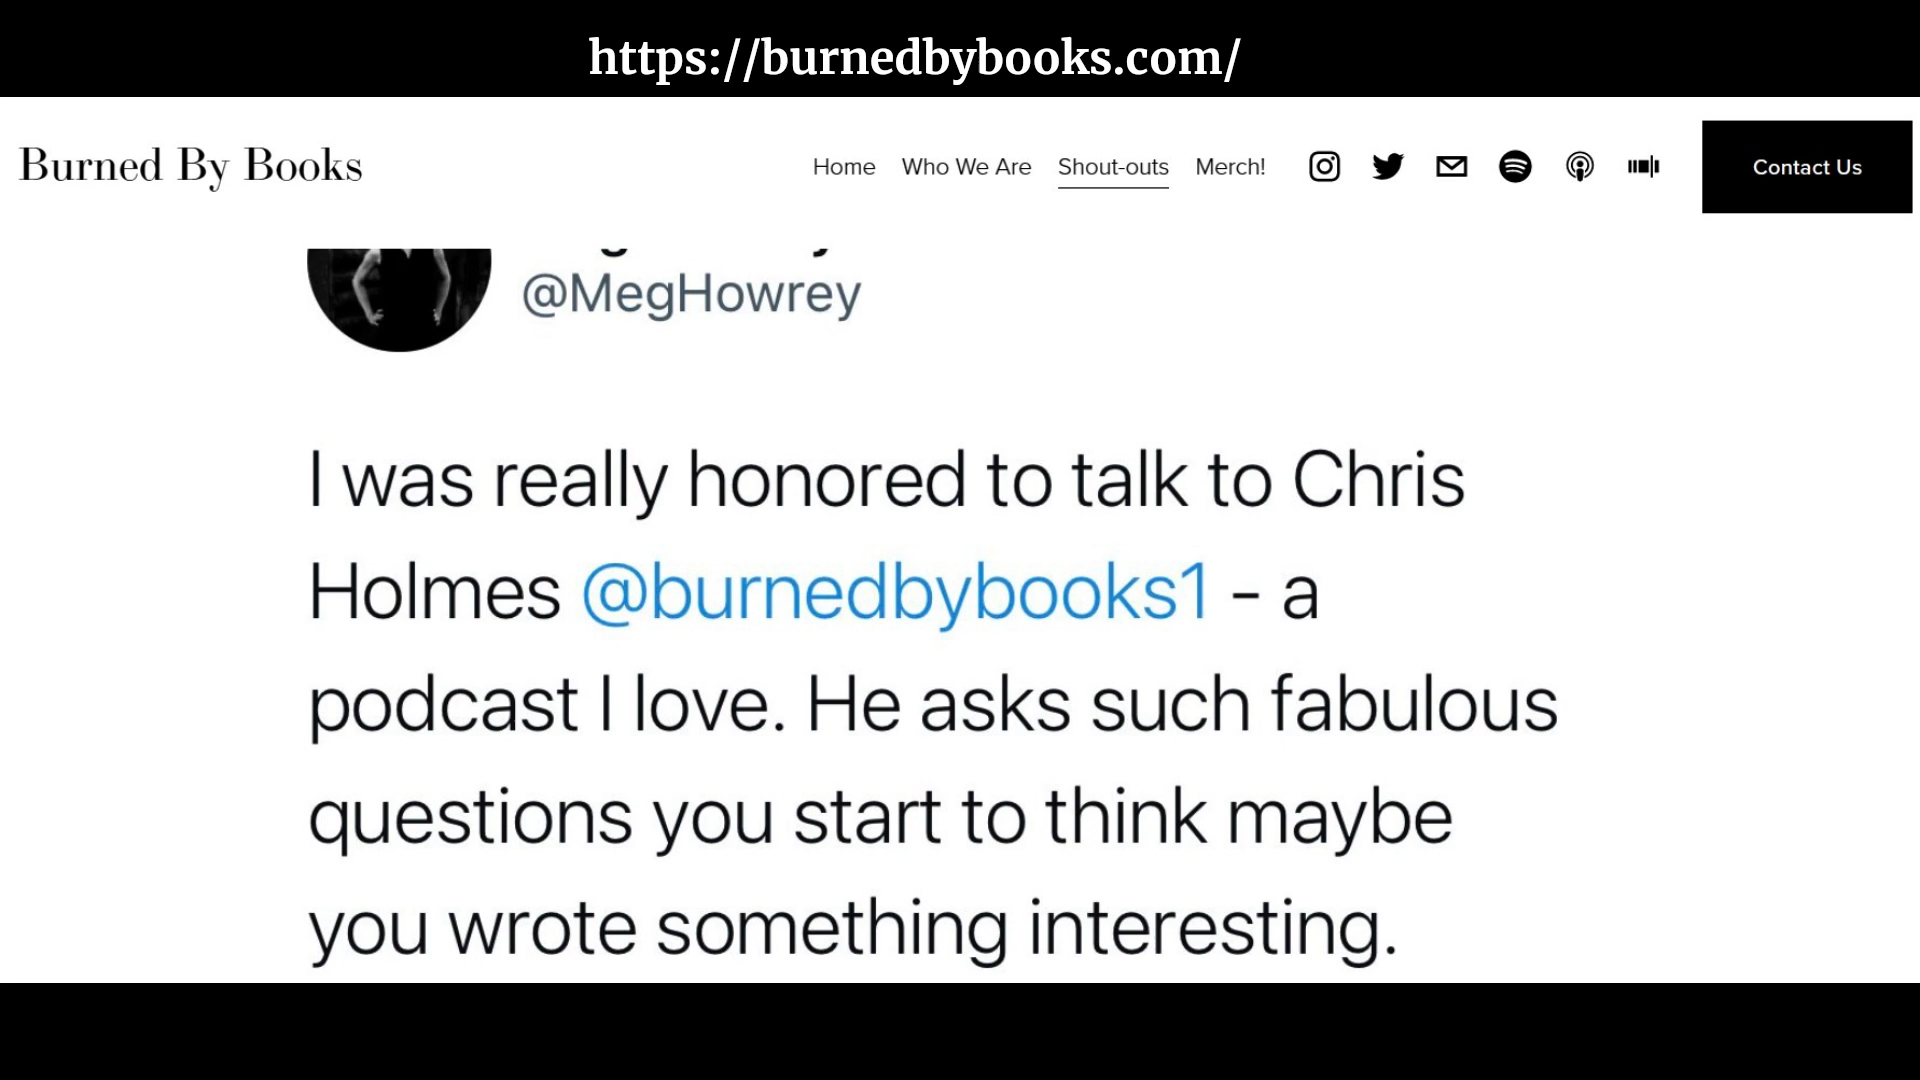 https://burnedbybooks.com/
Burned By Books
Home Who We Are Shout-outs Merch! Contact Us
@MegHowrey
I was really honored to talk to Chris
Holmes @burnedbybooks1 - a
podcast I love. He asks such fabulous
questions you start to think maybe
you wrote something interesting.